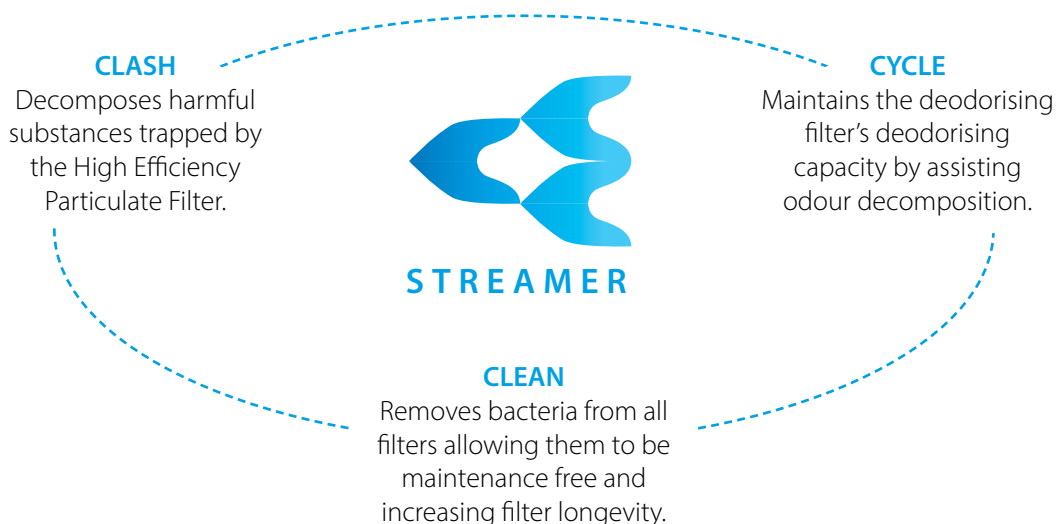 CLASH
Decomposes harmful
substances trapped by
the High Efficiency
Particulate Filter.
CYCLE
Maintains the deodorising
filter's deodorising
capacity by assisting
odour decomposition.
STREAMER
CLEAN
Removes bacteria from all
filters allowing them to be
maintenance free and
increasing filter longevity.